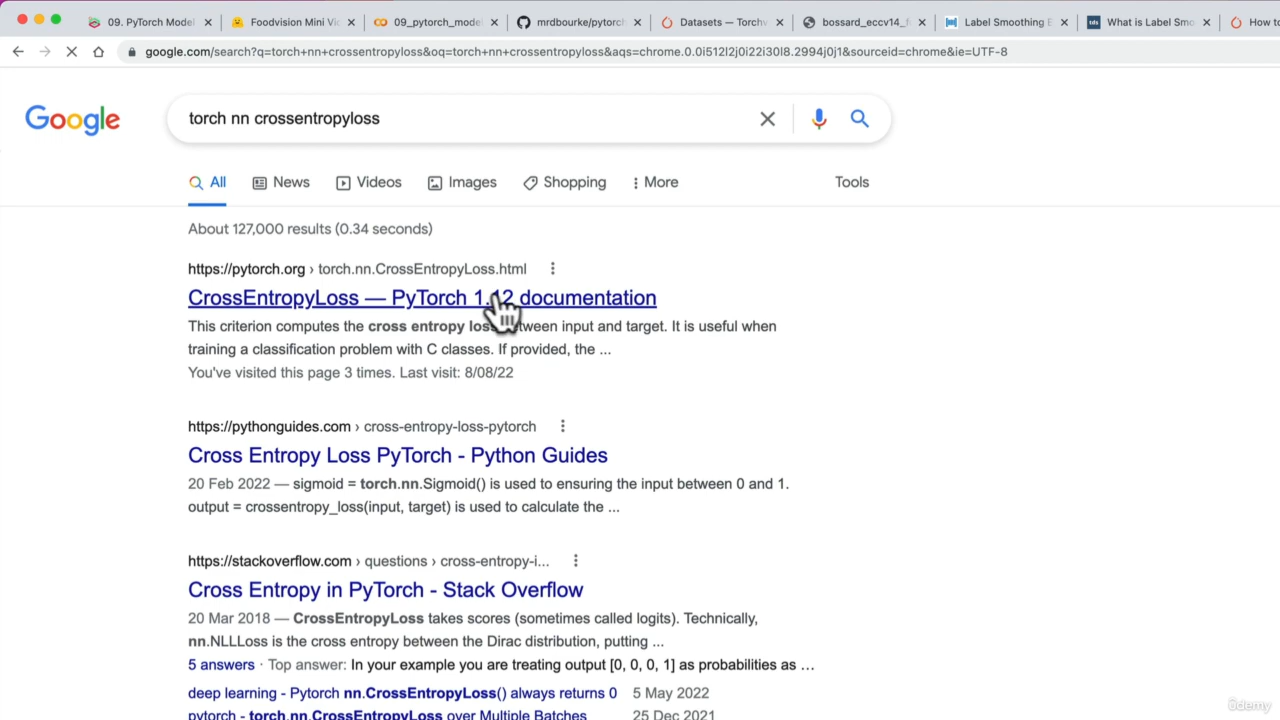 09. PyTorch Model
Foodvision Mini Vi
09_pytorch_model
mrdbourke/pytorch
Datasets — Torchv
bossard_eccv14_f
Label Smoothing E
What is Label Smo
How to
google.com/search?q=torch+nn+crossentropyloss&oq=torch+nn+crossentropyloss&aqs=chrome.0.0i512l2j0i22i30l8.2994j0j1&sourceid=chrome&ie=UTF-8
Google
torch nn crossentropyloss
All News Videos Images Shopping More Tools
About 127,000 results (0.34 seconds)
https://pytorch.org › torch.nn.CrossEntropyLoss.html
CrossEntropyLoss — PyTorch 1.12 documentation
This criterion computes the cross entropy loss between input and target. It is useful when
training a classification problem with C classes. If provided, the ...
You've visited this page 3 times. Last visit: 8/08/22
https://pythonguides.com › cross-entropy-loss-pytorch
Cross Entropy Loss PyTorch - Python Guides
20 Feb 2022 — sigmoid = torch.nn.Sigmoid() is used to ensuring the input between 0 and 1.
output = crossentropy_loss(input, target) is used to calculate the ...
https://stackoverflow.com › questions › cross-entropy-i...
Cross Entropy in PyTorch - Stack Overflow
20 Mar 2018 — CrossEntropyLoss takes scores (sometimes called logits). Technically,
nn.NLLLoss is the cross entropy between the Dirac distribution, putting ...
5 answers · Top answer: In your example you are treating output [0, 0, 0, 1] as probabilities as ...
deep learning - Pytorch nn.CrossEntropyLoss() always returns 0 5 May 2022
pytorch - torch.nn.CrossEntropyLoss over Multiple Batches 25 Dec 2021
ûdemy